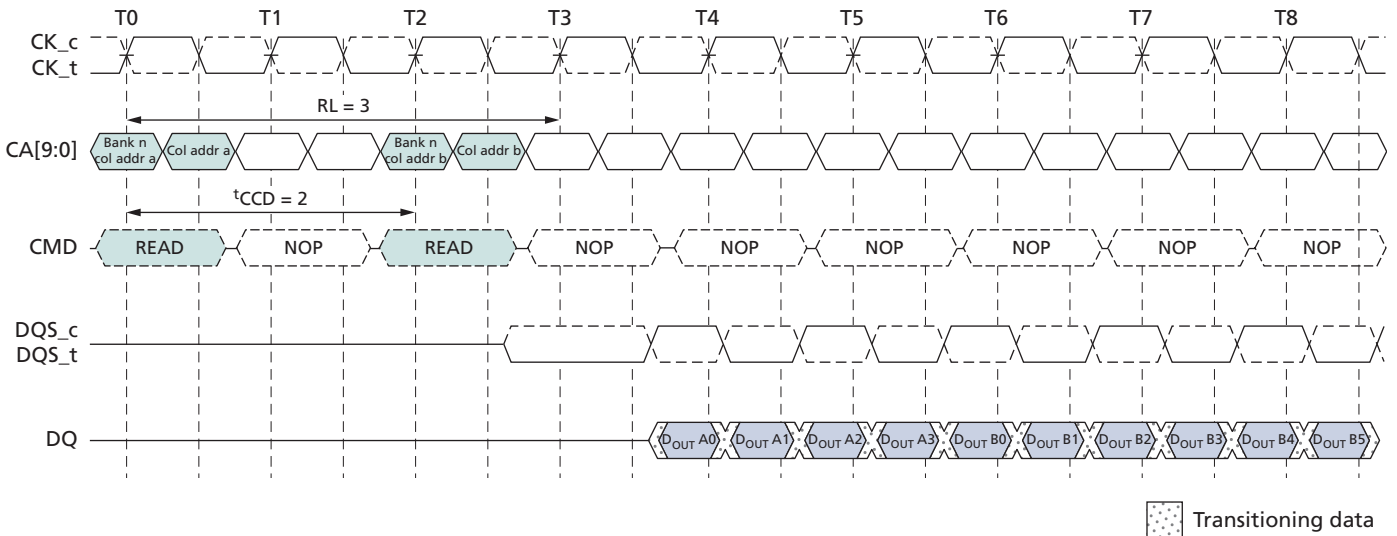 T0 T1 T2 T3 T4 T5 T6 T7 T8
CK_c
CK_t
RL = 3
CA[9:0]
Bank n
col addr a
Col addr a
Bank n
col addr b
Col addr b
tCCD = 2
CMD READ NOP READ NOP NOP NOP NOP NOP NOP
DQS_c
DQS_t
DQ DOUT A0 DOUT A1 DOUT A2 DOUT A3 DOUT B0 DOUT B1 DOUT B2 DOUT B3 DOUT B4 DOUT B5
Transitioning data